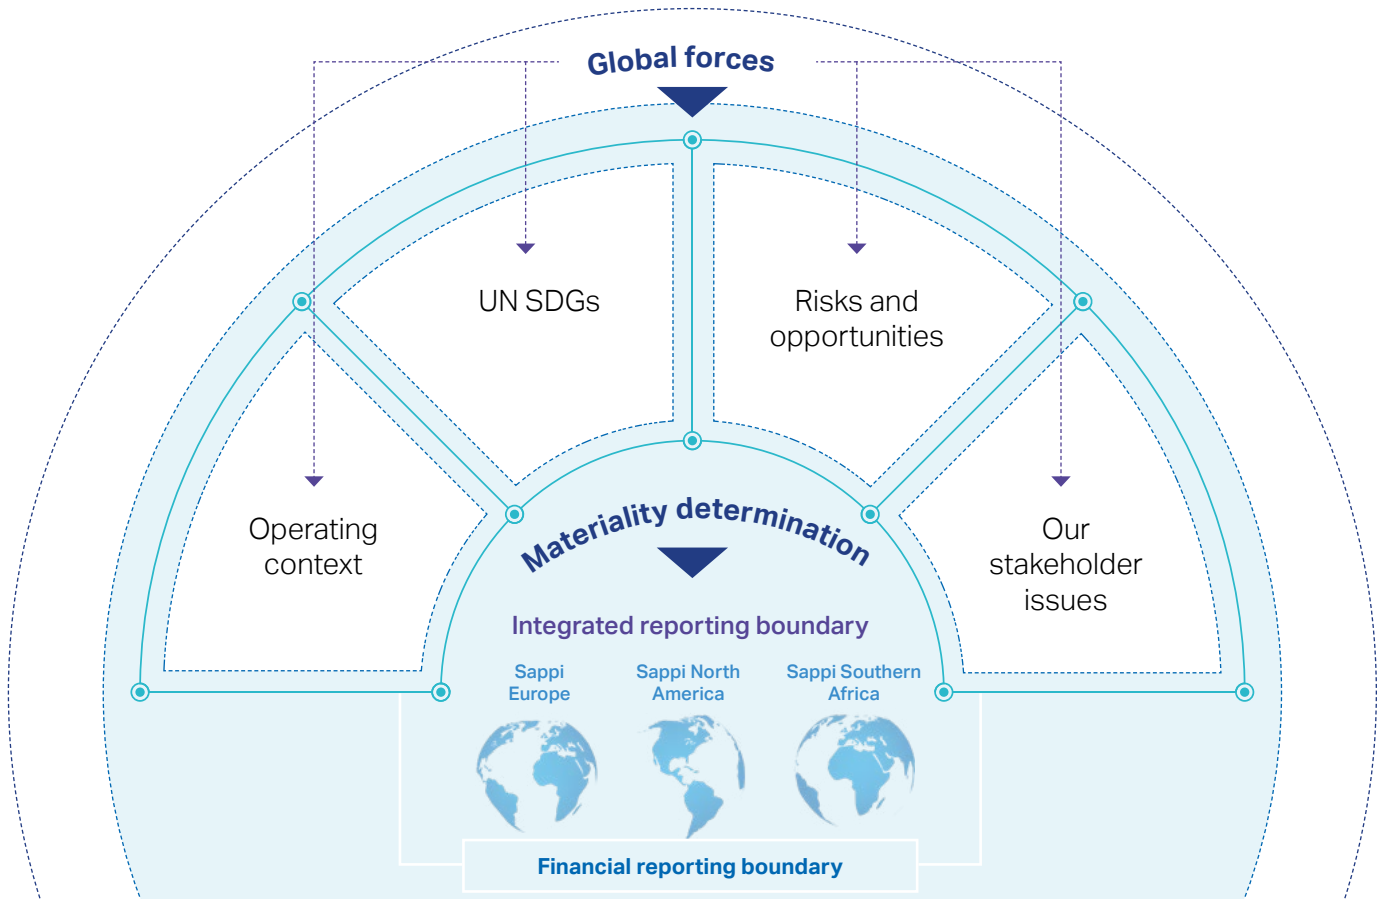 Global forces
UN SDGs
Risks and
opportunities
Operating
context
Our
stakeholder
issues
Materiality determination
Integrated reporting boundary
Sappi
Europe
Sappi North
America
Sappi Southern
Africa
Financial reporting boundary